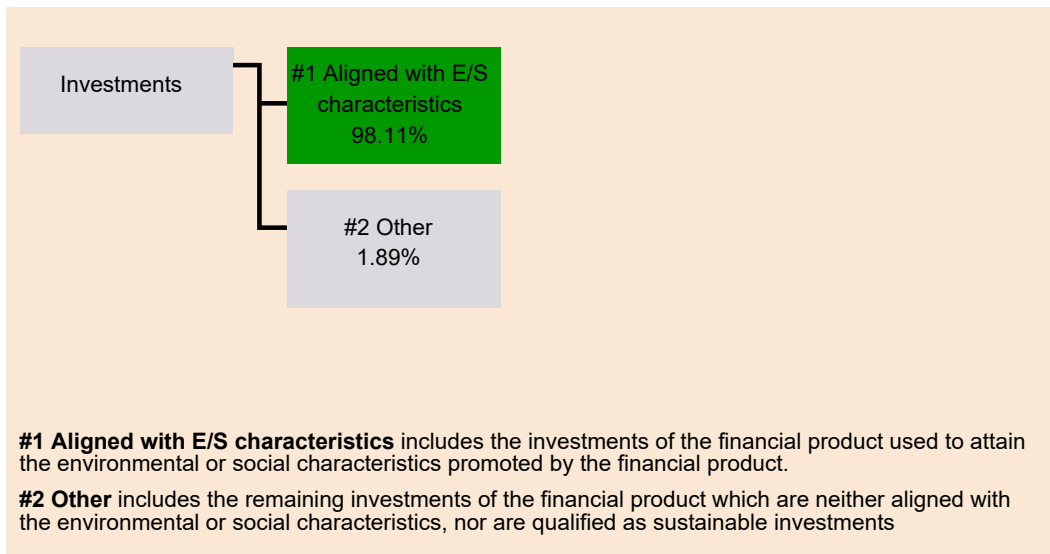 Investments
#1 Aligned with E/S
characteristics
98.11%
#2 Other
1.89%
#1 Aligned with E/S characteristics includes the investments of the financial product used to attain
the environmental or social characteristics promoted by the financial product.
#2 Other includes the remaining investments of the financial product which are neither aligned with
the environmental or social characteristics, nor are qualified as sustainable investments